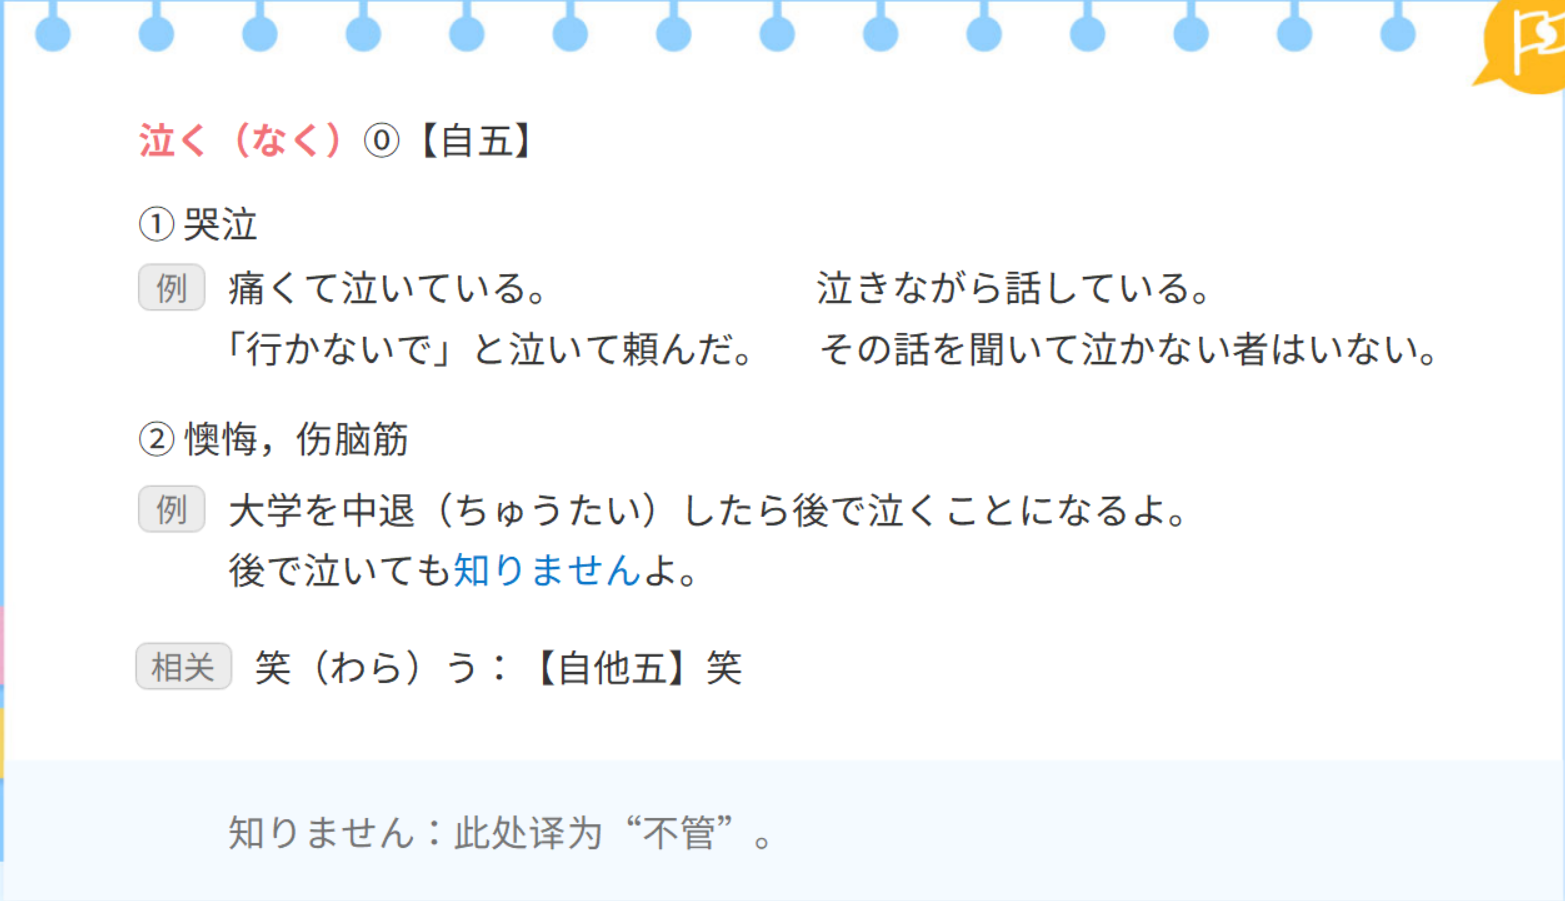 泣く（なく）⓪【自五】
① 哭泣
例 痛くて泣いている。 泣きながら話している。
「行かないで」と泣いて頼んだ。 その話を聞いて泣かない者はいない。
② 懊悔，伤脑筋
例 大学を中退（ちゅうたい）したら後で泣くことになるよ。
後で泣いても知りませんよ。
相关 笑（わら）う：【自他五】笑
知りません：此处译为“不管”。